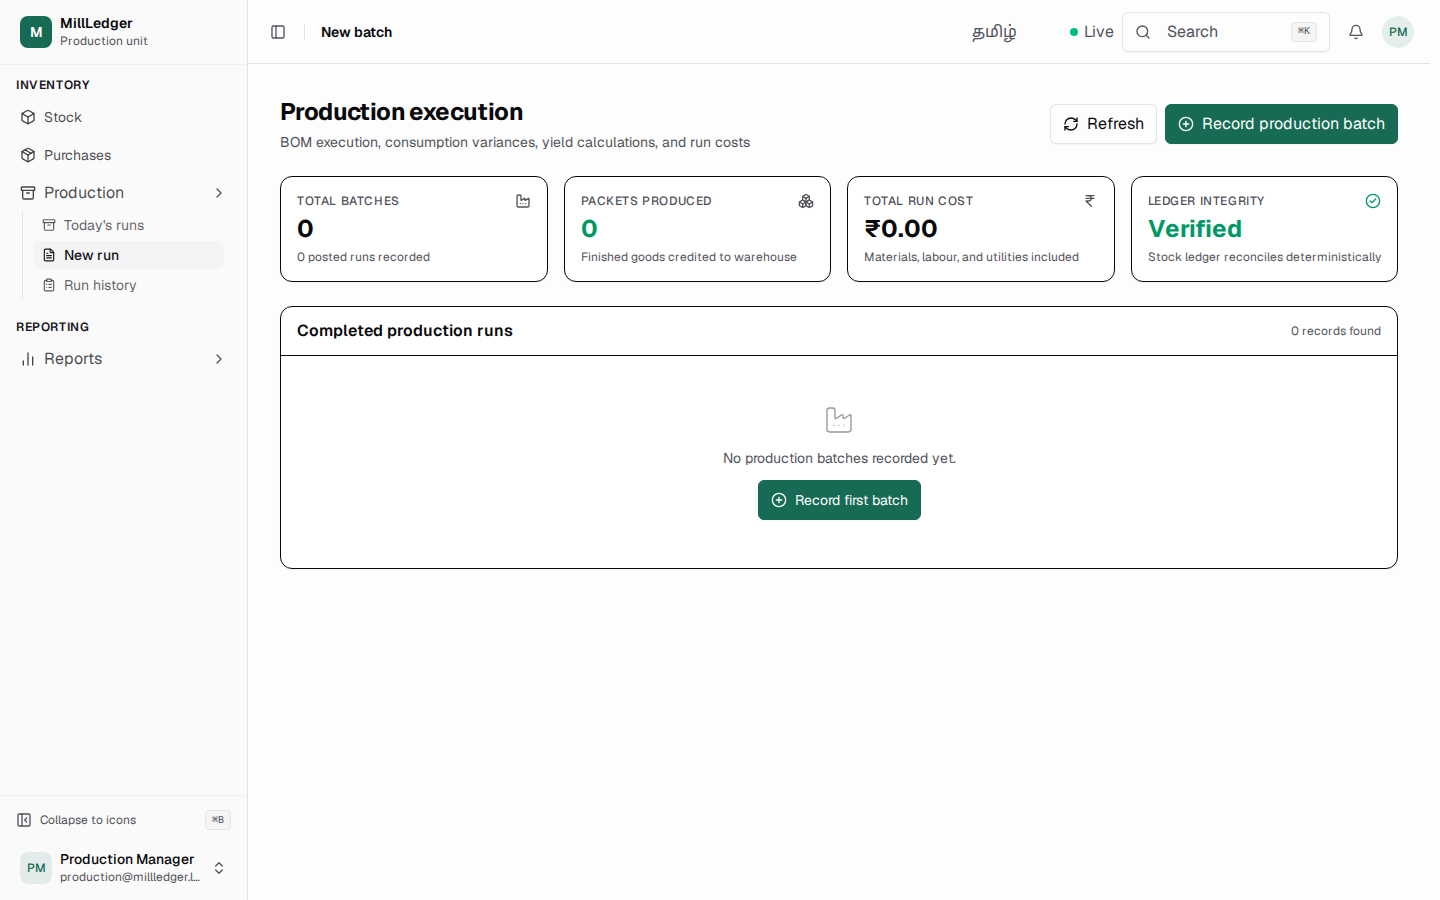 M
MillLedger
Production unit
INVENTORY
Stock
Purchases
Production
Today's runs
New run
Run history
REPORTING
Reports
Collapse to icons
⌘B
PM
Production Manager
production@millledger.l...
New batch
தமிழ்
Live
Search
⌘K
PM
Production execution
BOM execution, consumption variances, yield calculations, and run costs
Refresh
Record production batch
TOTAL BATCHES
0
0 posted runs recorded
PACKETS PRODUCED
0
Finished goods credited to warehouse
TOTAL RUN COST
₹
₹0.00
Materials, labour, and utilities included
LEDGER INTEGRITY
Verified
Stock ledger reconciles deterministically
Completed production runs
0 records found
No production batches recorded yet.
Record first batch